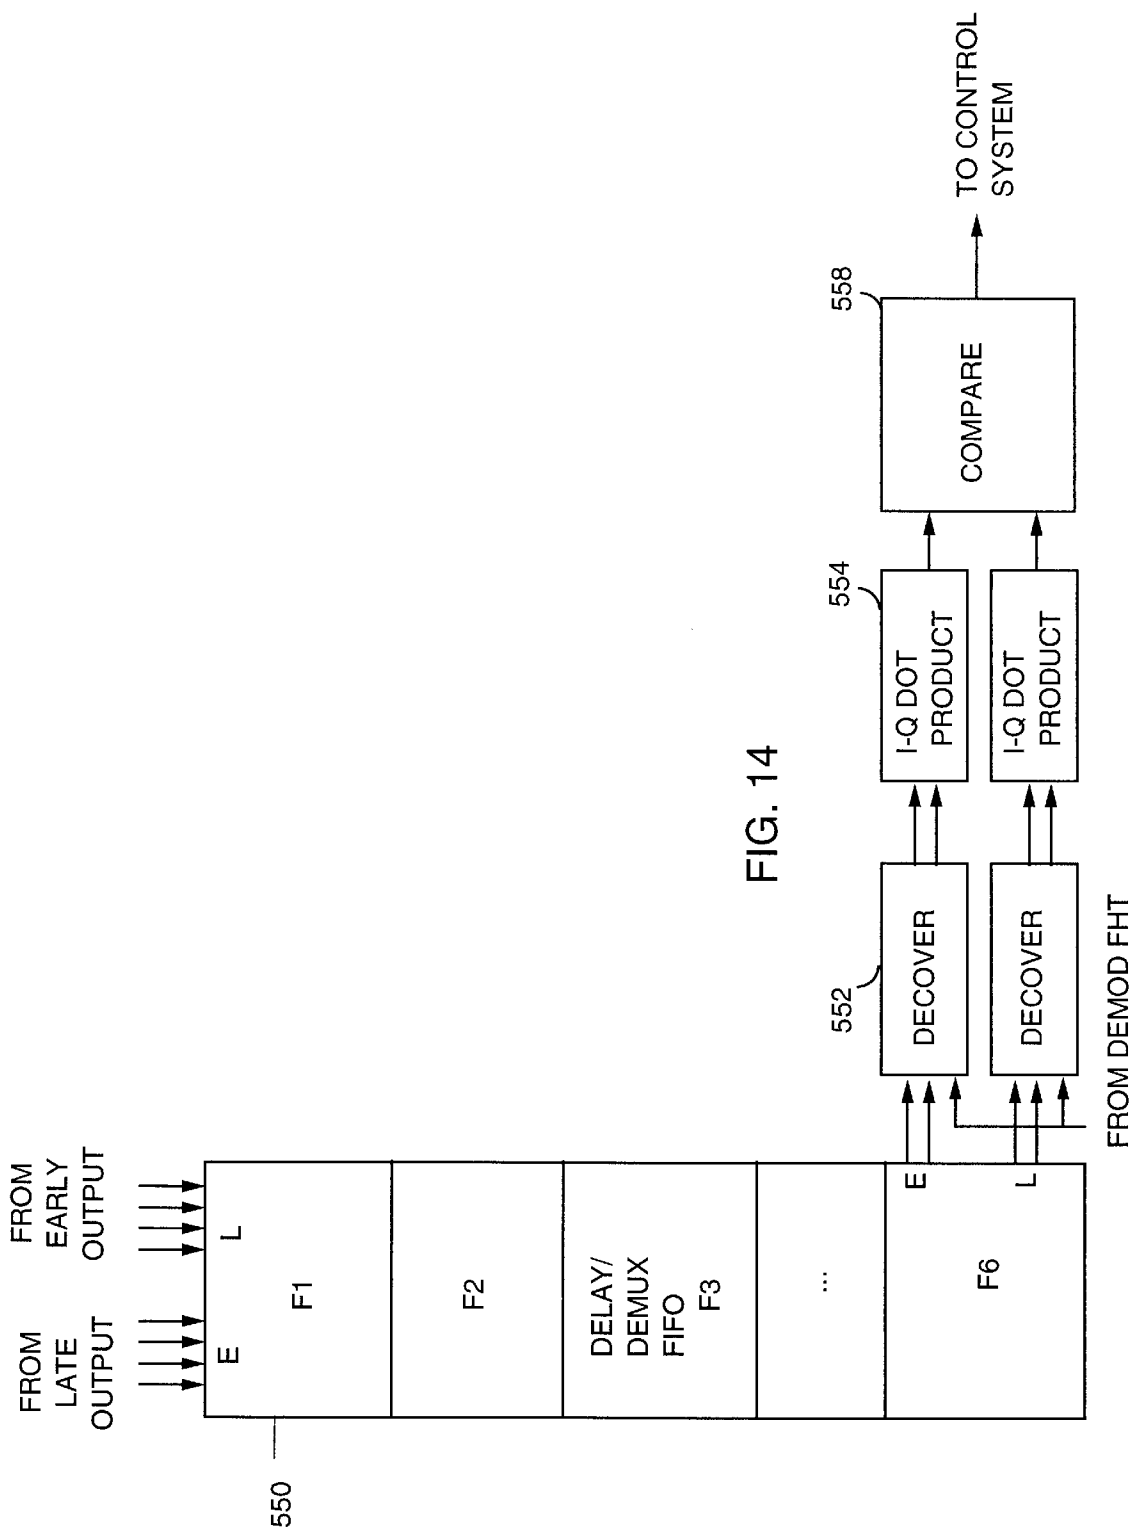 FROM
LATE
OUTPUT
FROM
EARLY
OUTPUT
550
E
L
F1
F2
DELAY/
DEMUX
FIFO
F3
...
F6
E
L
FROM DEMOD FHT
552
DECOVER
DECOVER
554
I-Q DOT
PRODUCT
I-Q DOT
PRODUCT
558
COMPARE
TO CONTROL
SYSTEM
FIG. 14